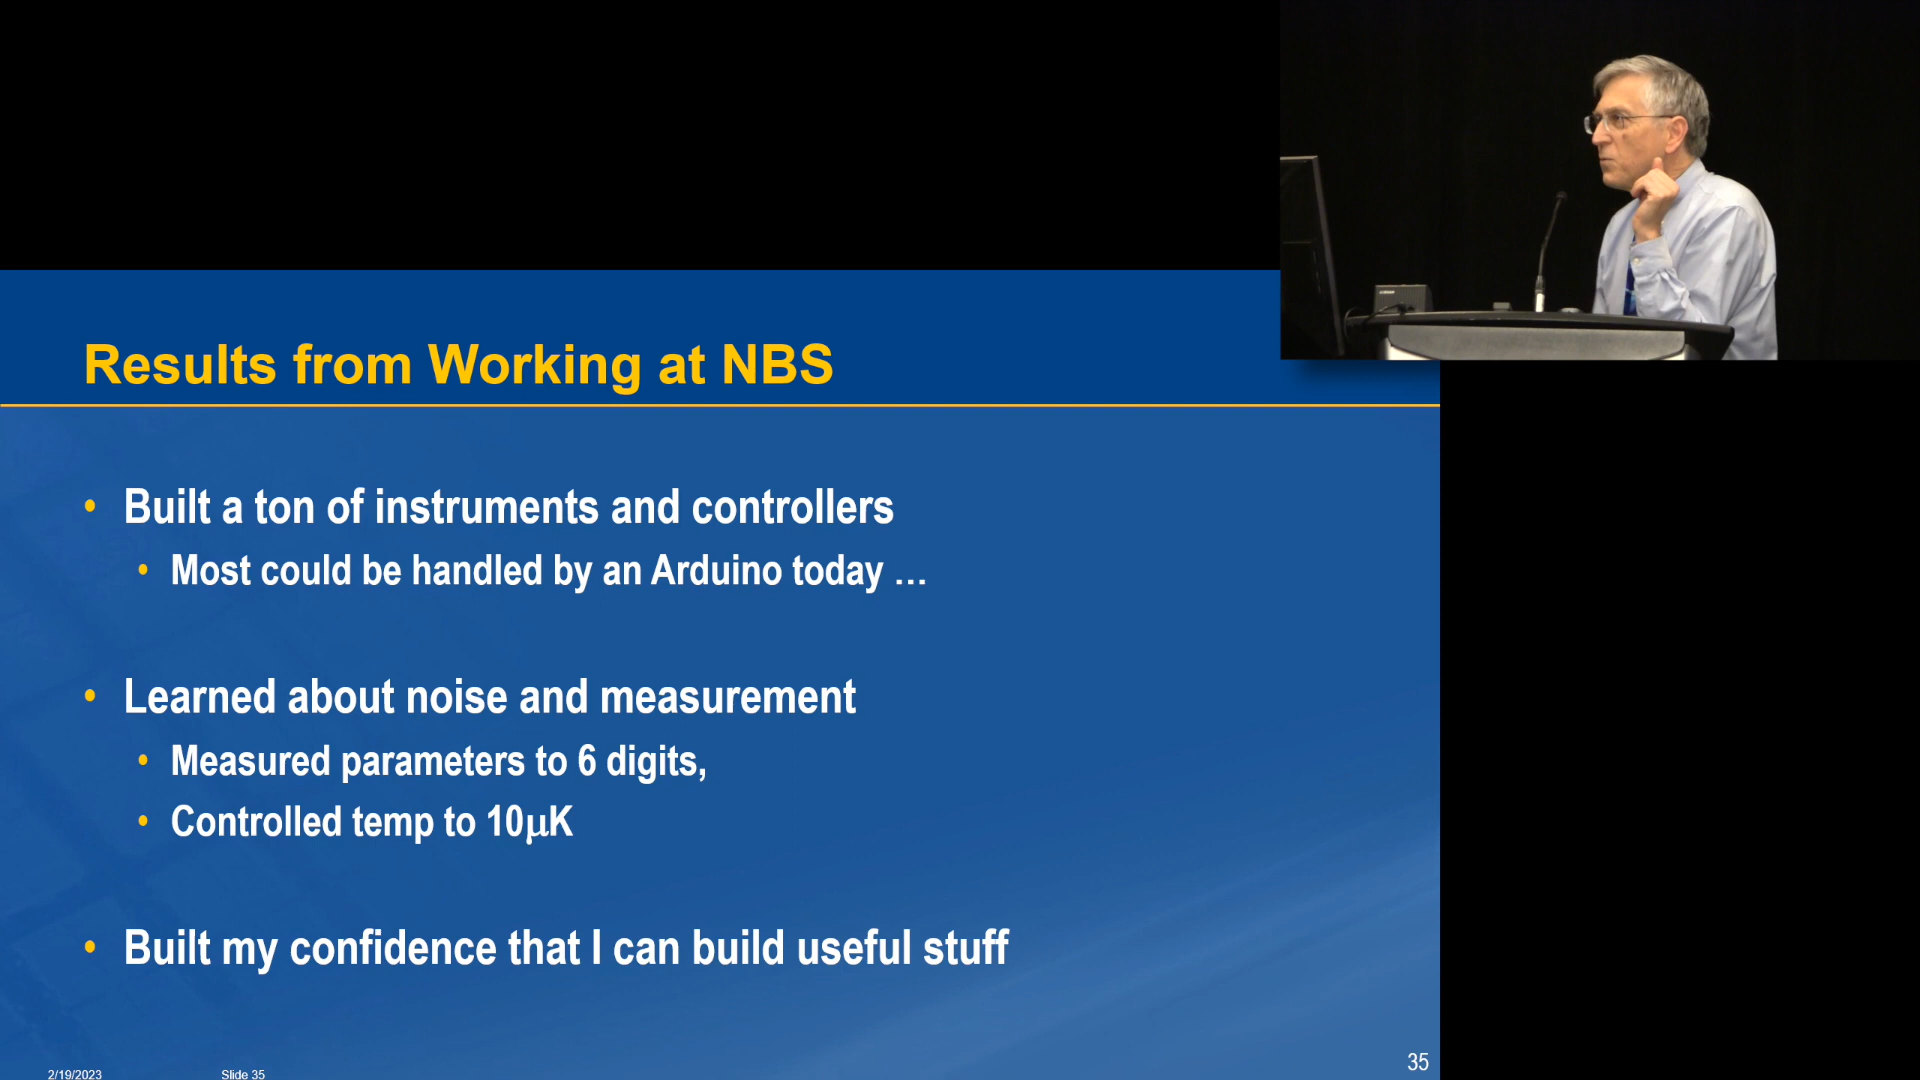 Results from Working at NBS
• Built a ton of instruments and controllers
• Most could be handled by an Arduino today …
• Learned about noise and measurement
• Measured parameters to 6 digits,
• Controlled temp to 10μK
• Built my confidence that I can build useful stuff
2/19/2023
Slide 35
35